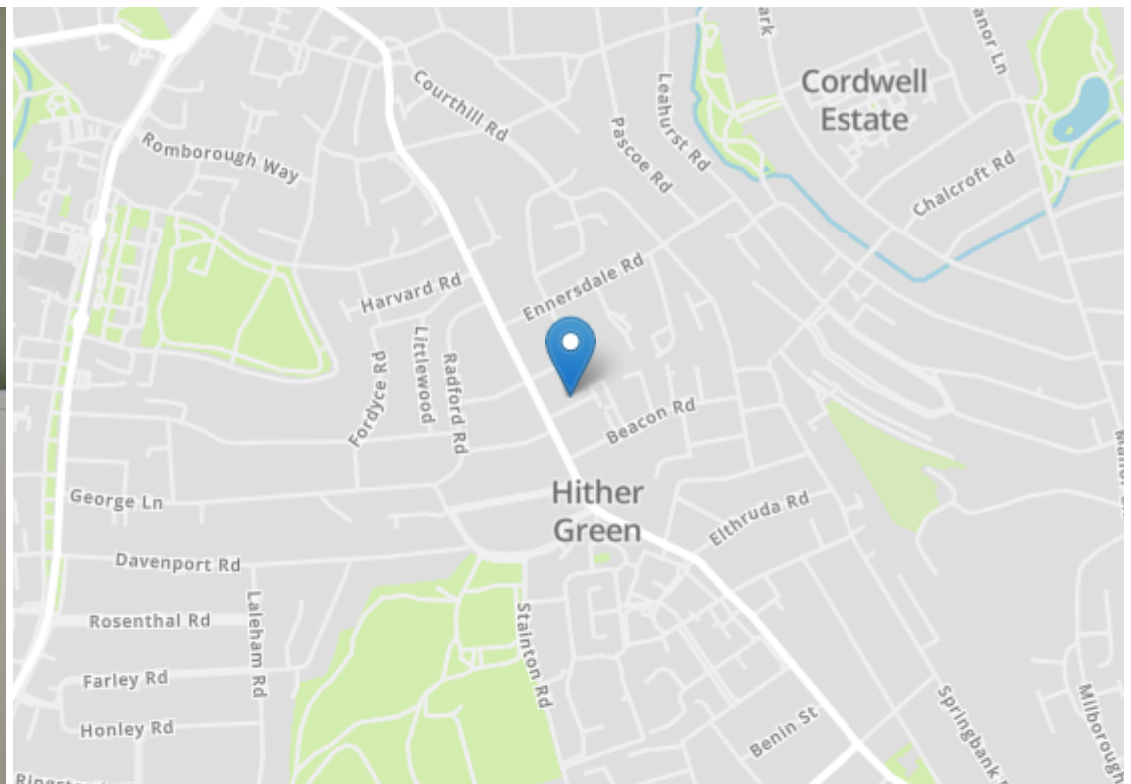 Courthill Rd
Romborough Way
Pascoe Rd
Leahurst Rd
Cordwell
Estate
Chalcroft Rd
Harvard Rd
Ennersdale Rd
Fordyce Rd
Littlewood
Radford Rd
Beacon Rd
George Ln
Hither
Green
Elthruda Rd
Davenport Rd
Rosenthal Rd
Laleham Rd
Stainton Rd
Farley Rd
Honley Rd
Benin St
Springbank